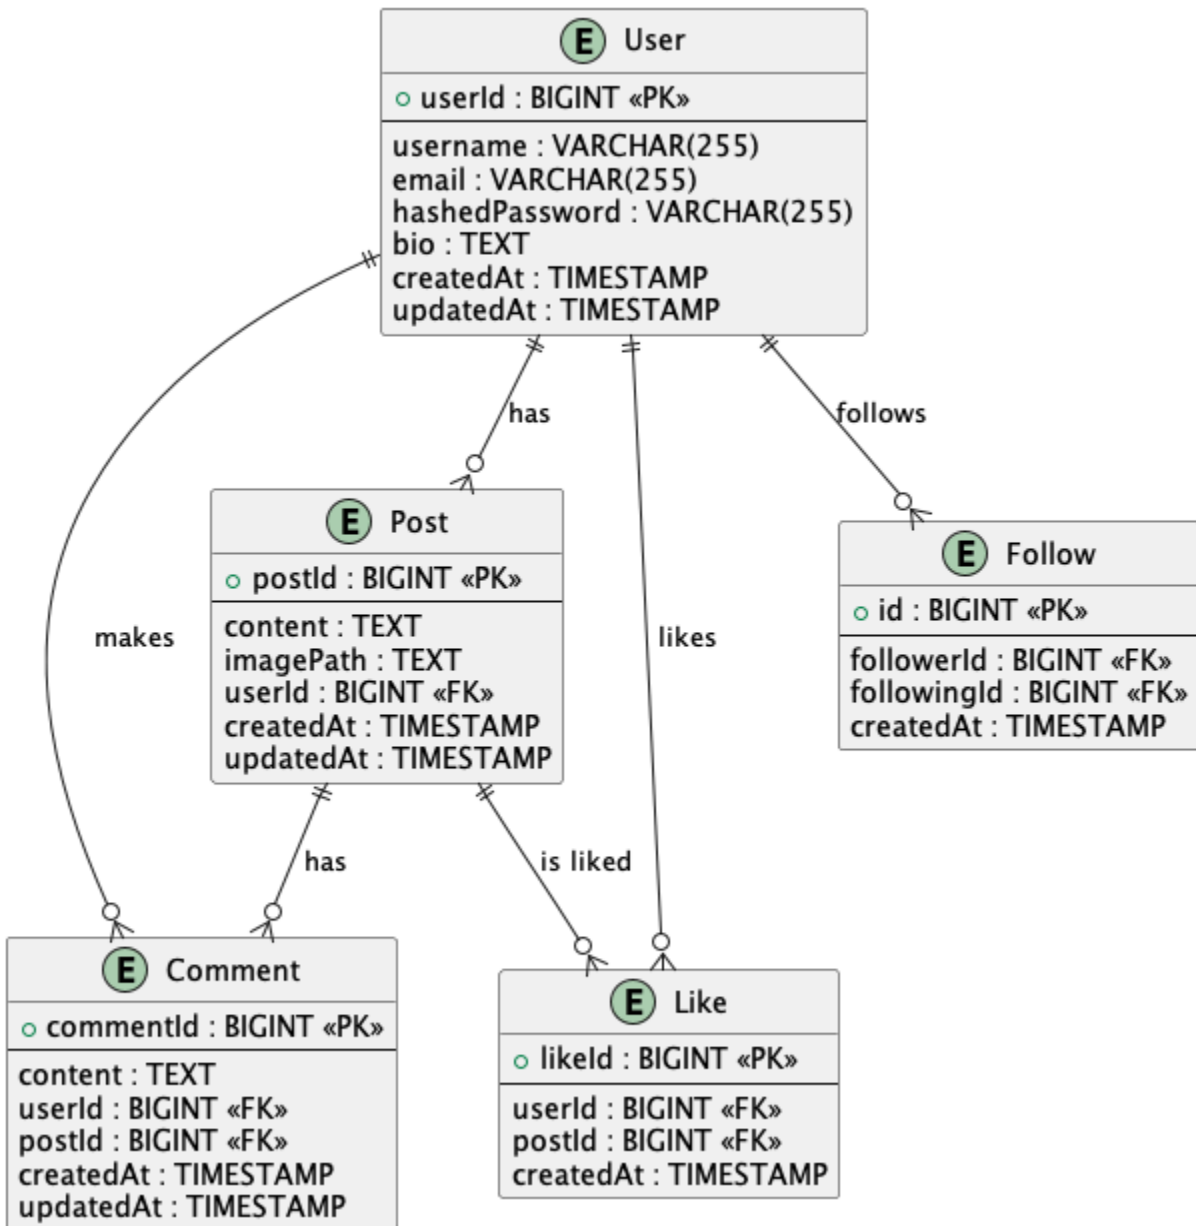 E User
userId : BIGINT «PK»
username : VARCHAR(255)
email : VARCHAR(255)
hashedPassword : VARCHAR(255)
bio : TEXT
createdAt : TIMESTAMP
updatedAt : TIMESTAMP
has
follows
E Post
postId : BIGINT «PK»
content : TEXT
imagePath : TEXT
userId : BIGINT «FK»
createdAt : TIMESTAMP
updatedAt : TIMESTAMP
E Follow
id : BIGINT «PK»
followerId : BIGINT «FK»
followingId : BIGINT «FK»
createdAt : TIMESTAMP
makes
likes
has
is liked
E Comment
commentId : BIGINT «PK»
content : TEXT
userId : BIGINT «FK»
postId : BIGINT «FK»
createdAt : TIMESTAMP
updatedAt : TIMESTAMP
E Like
likeId : BIGINT «PK»
userId : BIGINT «FK»
postId : BIGINT «FK»
createdAt : TIMESTAMP